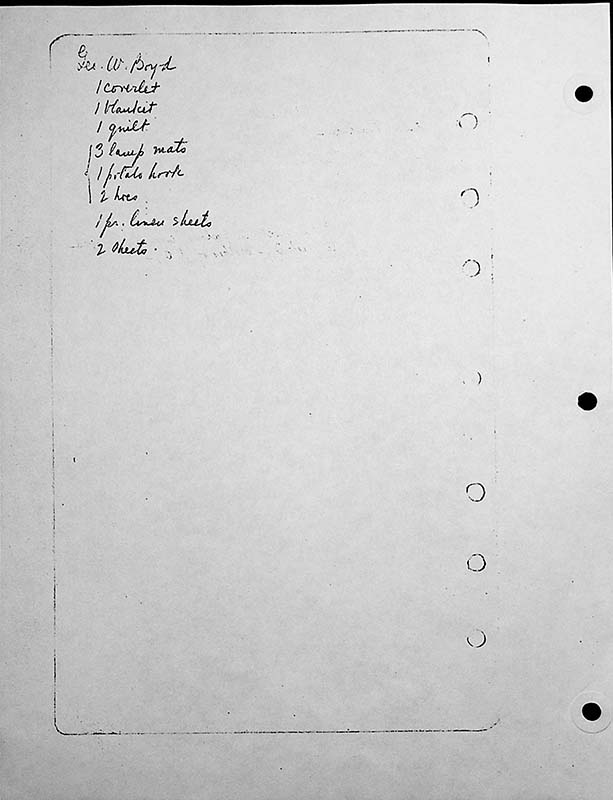 Geo. W. Boyd
1 coverlet
1 blanket
1 quilt
3 lamp mats
1 potato hook
2 hoes
1 pr. linen sheets
2 sheets.